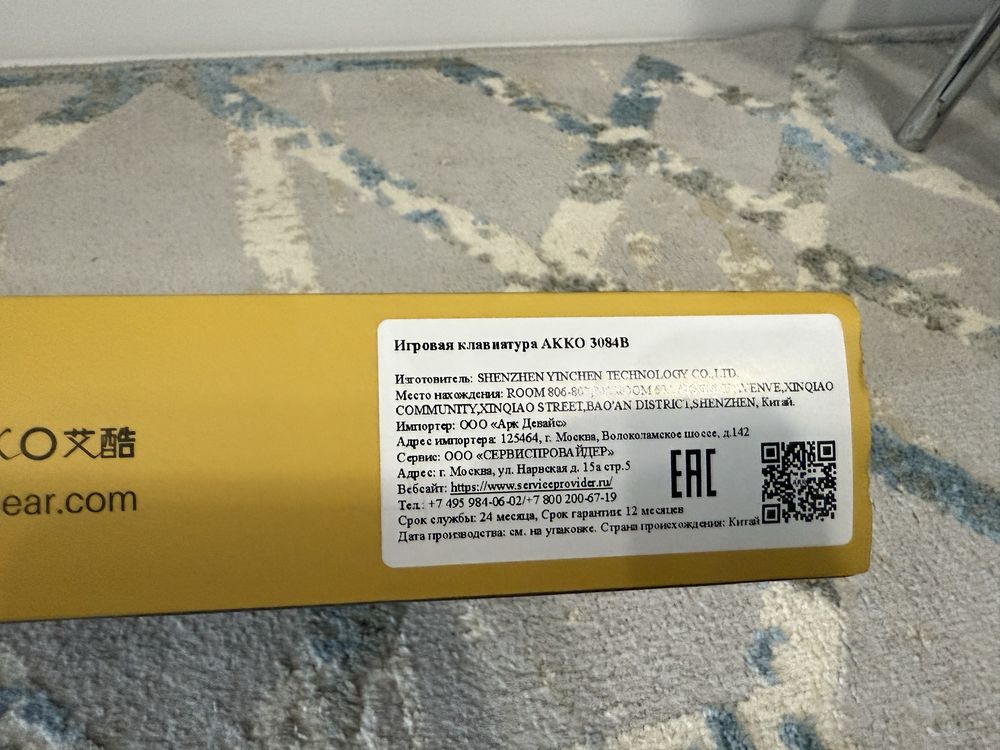 KO艾酷
ear.com
Игровая клавиатура AKKO 3084B
Изготовитель: SHENZHEN YINCHEN TECHNOLOGY CO.,LTD.
Место нахождения: ROOM 806-807, XINQIAO
COMMUNITY,XINQIAO STREET,BAO'AN DISTRICT,SHENZHEN, Китай.
Импортер: ООО «Арк Девайс»
Адрес импортера: 125464, г. Москва, Волоколамское шоссе, д.142
Сервис: ООО «СЕРВИСПРОВАЙДЕР»
Адрес: г. Москва, ул. Нарвская д. 15а стр.5
Вебсайт: https://www.serviceprovider.ru/
Тел.: +7 495 984-06-02/+7 800 200-67-19
Срок службы: 24 месяца, Срок гарантии: 12 месяцев
Дата производства: см. на упаковке. Страна происхождения: Китай
EAC